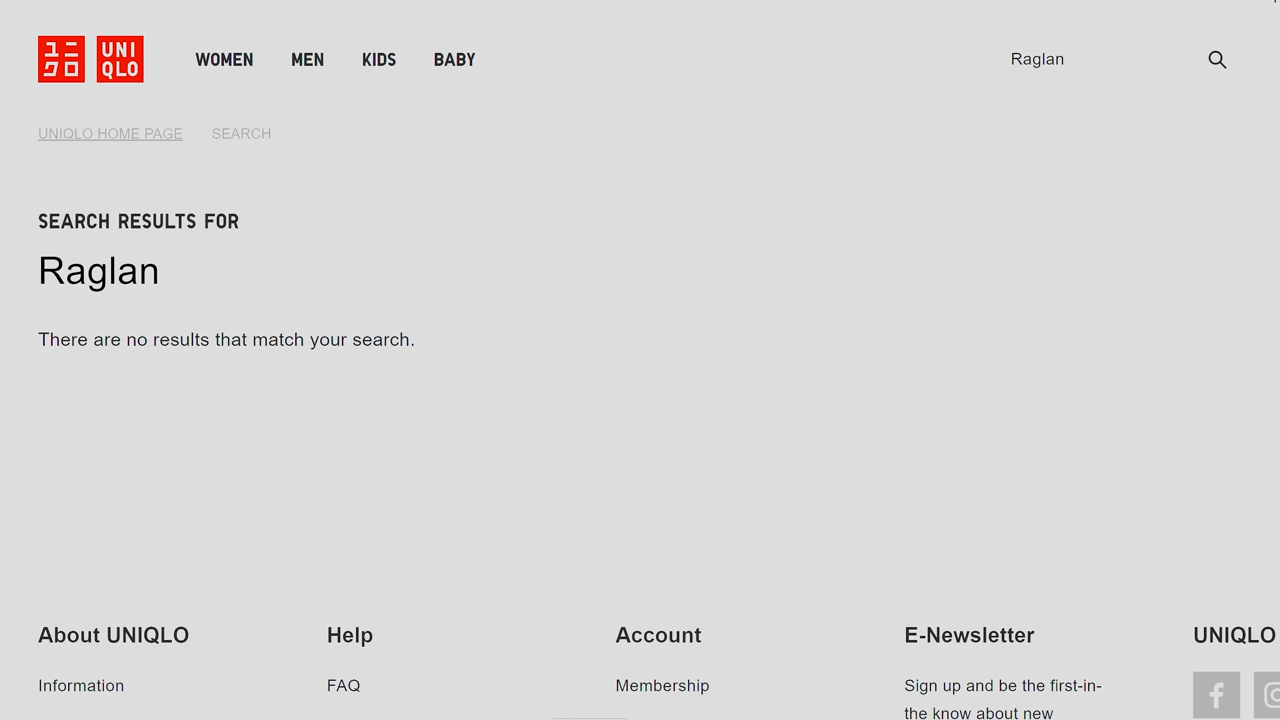 ユニ
クロ
UNI
QLO
WOMEN MEN KIDS BABY Raglan
UNIQLO HOME PAGE SEARCH
SEARCH RESULTS FOR
Raglan
There are no results that match your search.
About UNIQLO Help Account E-Newsletter UNIQLO
Information FAQ Membership Sign up and be the first-in-
the know about new